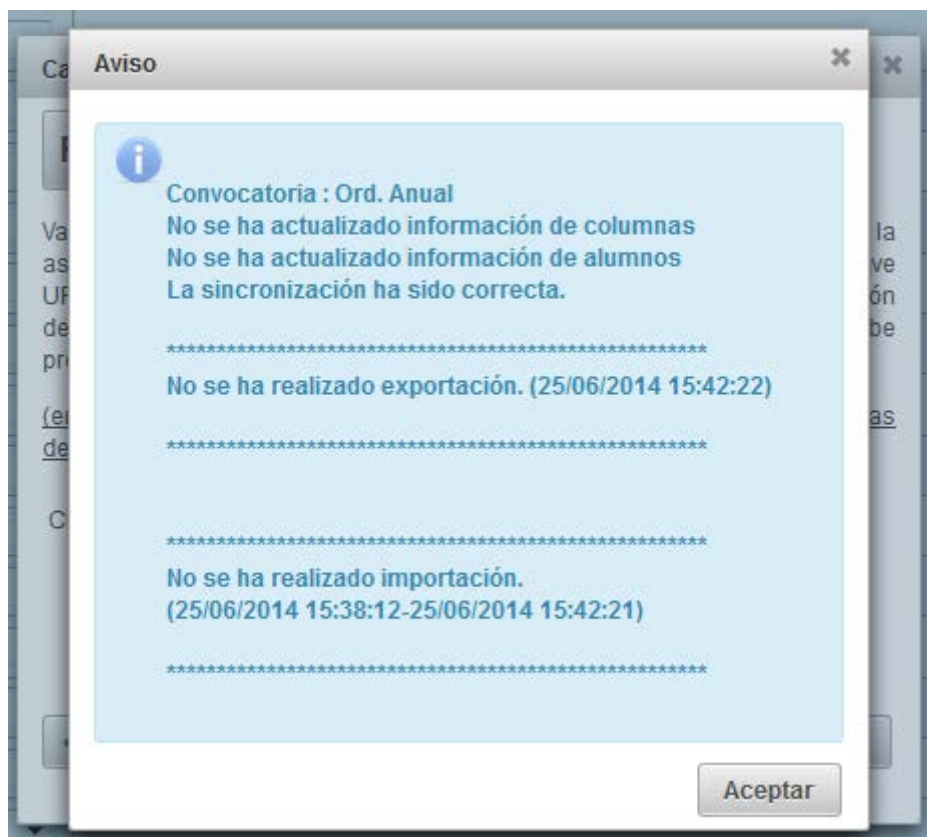 Aviso
Convocatoria : Ord. Anual
No se ha actualizado información de columnas
No se ha actualizado información de alumnos
La sincronización ha sido correcta.
******************************************************
No se ha realizado exportación. (25/06/2014 15:42:22)
******************************************************
******************************************************
No se ha realizado importación.
(25/06/2014 15:38:12-25/06/2014 15:42:21)
******************************************************
Aceptar